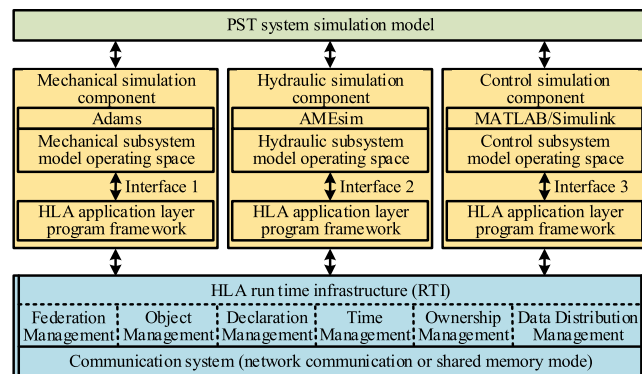 PST system simulation model
Mechanical simulation
component
Adams
Mechanical subsystem
model operating space
Interface 1
HLA application layer
program framework
Hydraulic simulation
component
AMEsim
Hydraulic subsystem
model operating space
Interface 2
HLA application layer
program framework
Control simulation
component
MATLAB/Simulink
Control subsystem
model operating space
Interface 3
HLA application layer
program framework
HLA run time infrastructure (RTI)
Federation
Management
Object
Management
Declaration
Management
Time
Management
Ownership
Management
Data Distribution
Management
Communication system (network communication or shared memory mode)